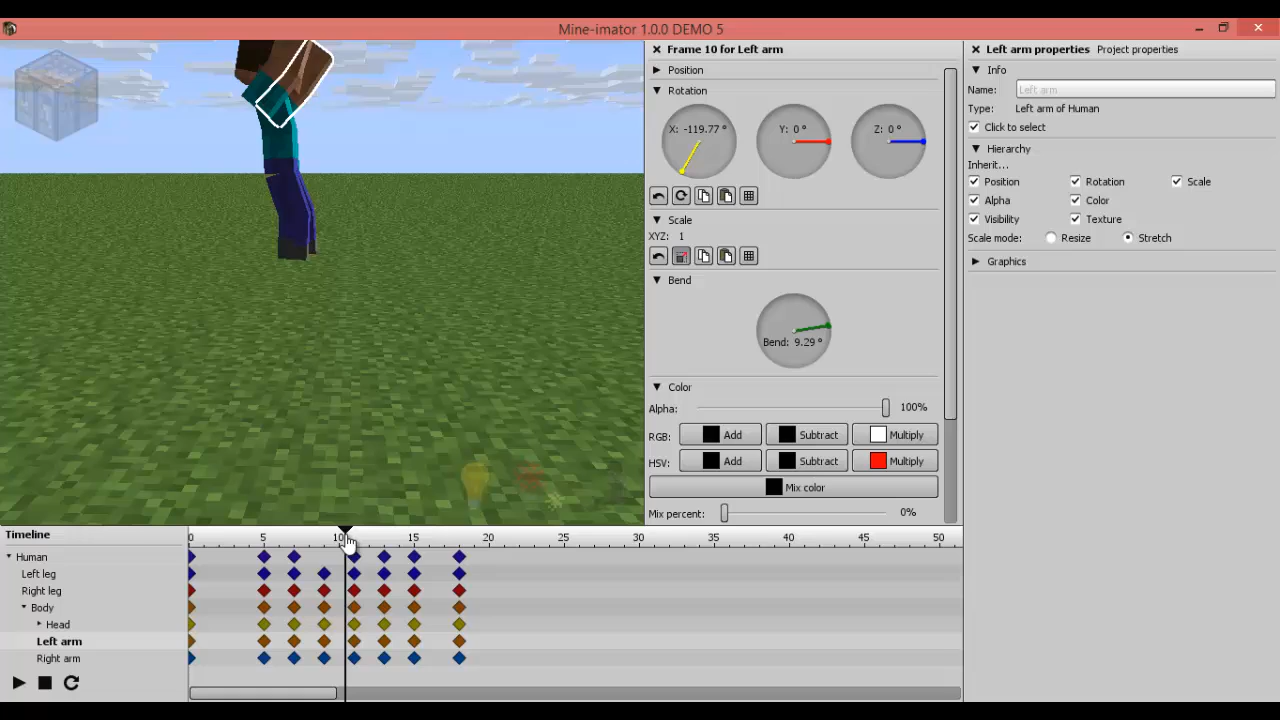 Mine-imator 1.0.0 DEMO 5
Frame 10 for Left arm
Position
Rotation
X: -119.77 °
Y: 0 °
Z: 0 °
Scale
XYZ: 1
Bend
Bend: 9.29 °
Color
Alpha: 100%
RGB: Add Subtract Multiply
HSV: Add Subtract Multiply
Mix color
Mix percent: 0%
Left arm properties Project properties
Info
Name: Left arm
Type: Left arm of Human
Click to select
Hierarchy
Inherit...
Position Rotation Scale
Alpha Color
Visibility Texture
Scale mode: Resize Stretch
Graphics
Timeline
0 5 10 15 20 25 30 35 40 45 50
Human
Left leg
Right leg
Body
Head
Left arm
Right arm